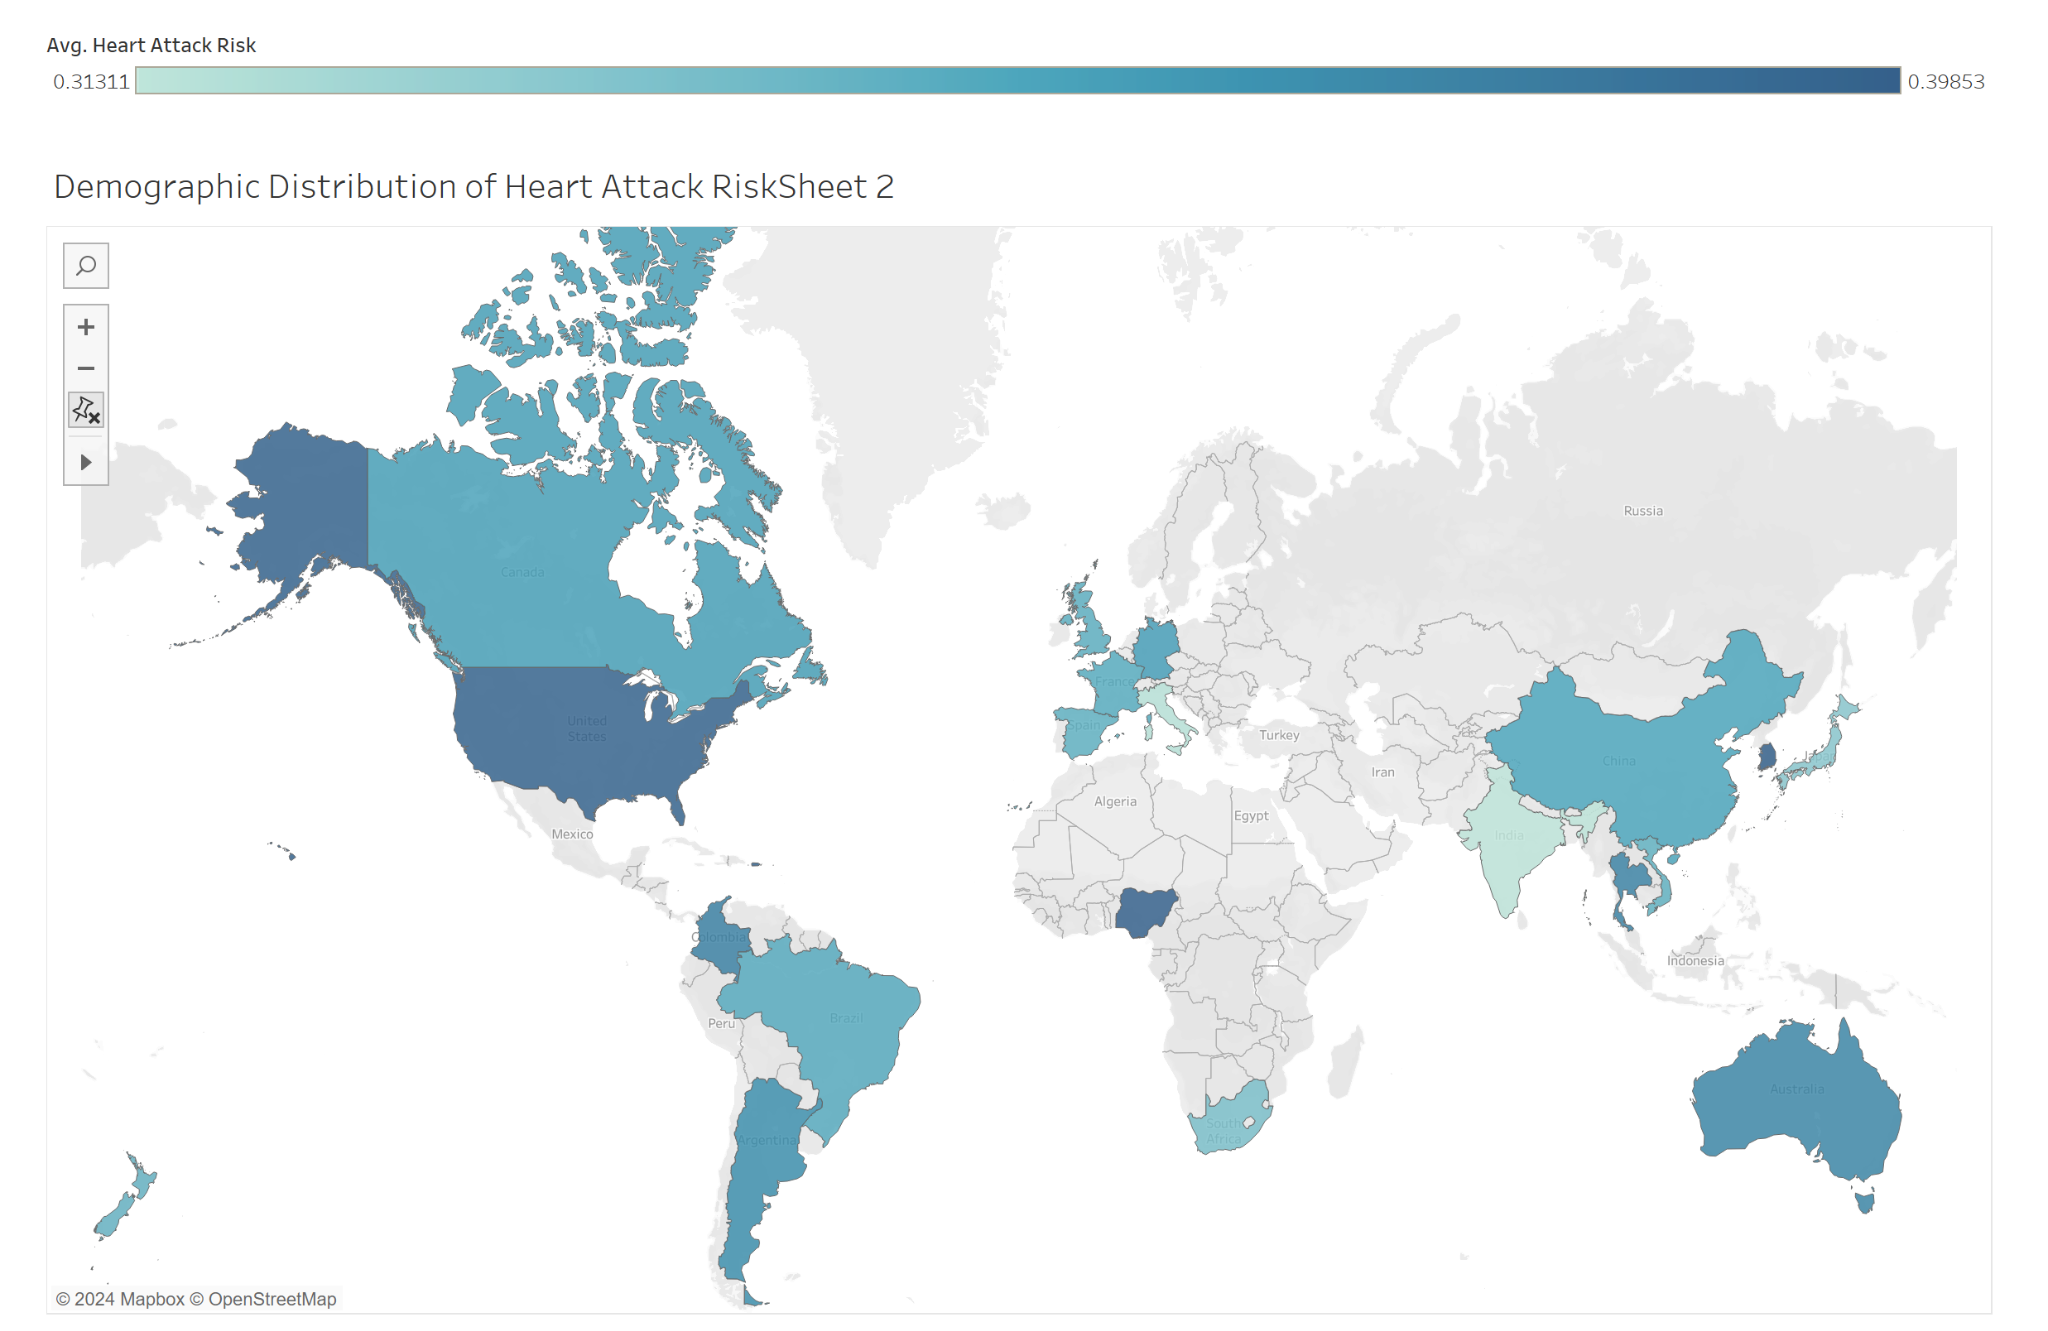 Avg. Heart Attack Risk
0.31311
0.39853
Demographic Distribution of Heart Attack RiskSheet 2
Russia
Canada
France
United
States
Spain
Turkey
China
Iran
Algeria
Egypt
Mexico
India
Colombia
Indonesia
Brazil
Peru
Australia
South
Africa
Argentina
© 2024 Mapbox © OpenStreetMap